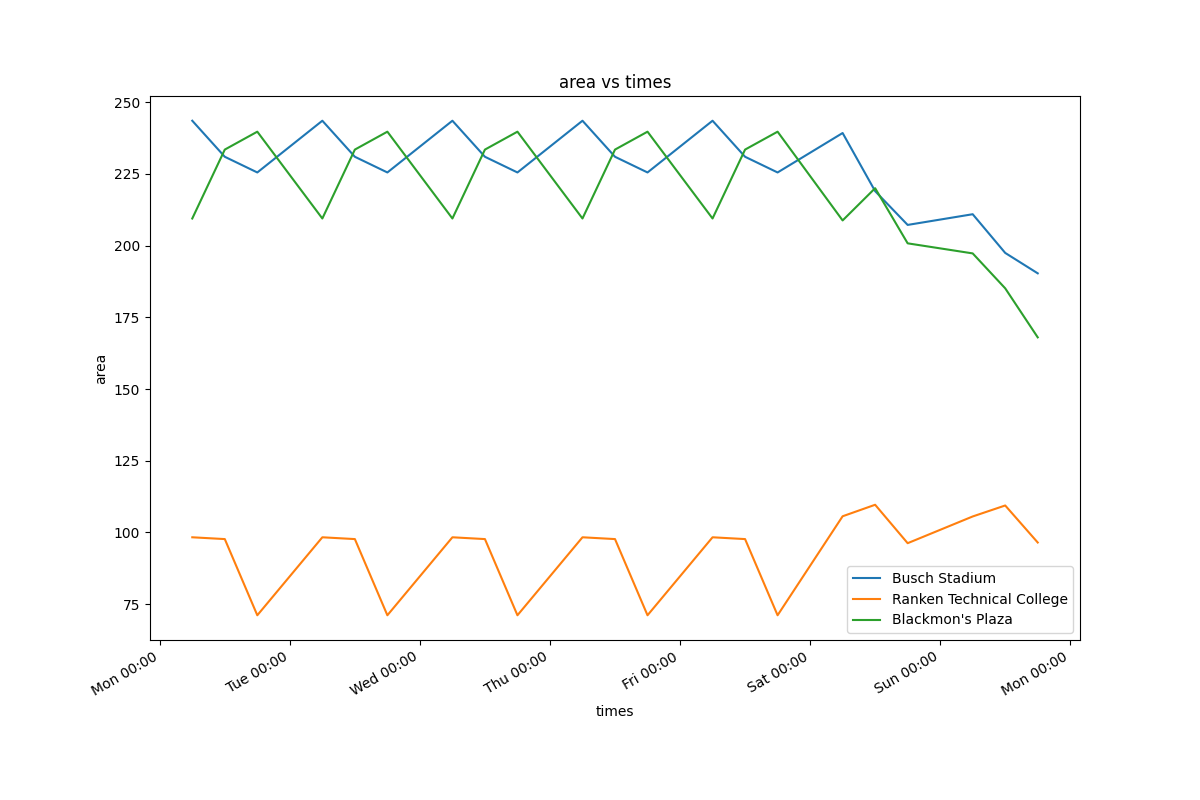 area vs times
250
225
200
175
150
125
100
75
area
Mon 00:00
Tue 00:00
Wed 00:00
Thu 00:00
Fri 00:00
Sat 00:00
Sun 00:00
Mon 00:00
times
Busch Stadium
Ranken Technical College
Blackmon's Plaza